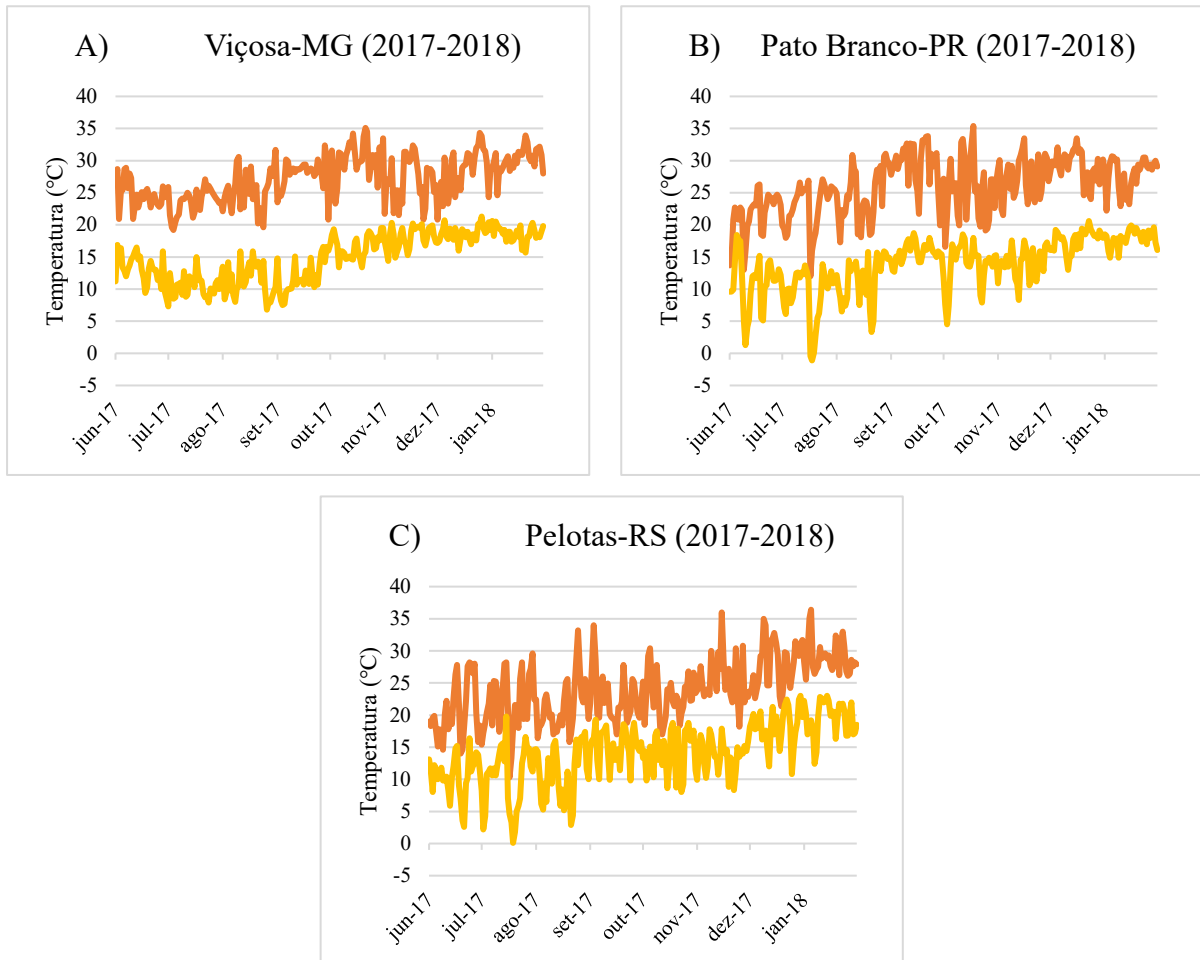 A) Viçosa-MG (2017-2018)
40
35
30
25
20
15
10
5
0
-5
Temperatura (°C)
jun-17
jul-17
ago-17
set-17
out-17
nov-17
dez-17
jan-18
B) Pato Branco-PR (2017-2018)
40
35
30
25
20
15
10
5
0
-5
Temperatura (°C)
jun-17
jul-17
ago-17
set-17
out-17
nov-17
dez-17
jan-18
C) Pelotas-RS (2017-2018)
40
35
30
25
20
15
10
5
0
-5
Temperatura (°C)
jun-17
jul-17
ago-17
set-17
out-17
nov-17
dez-17
jan-18